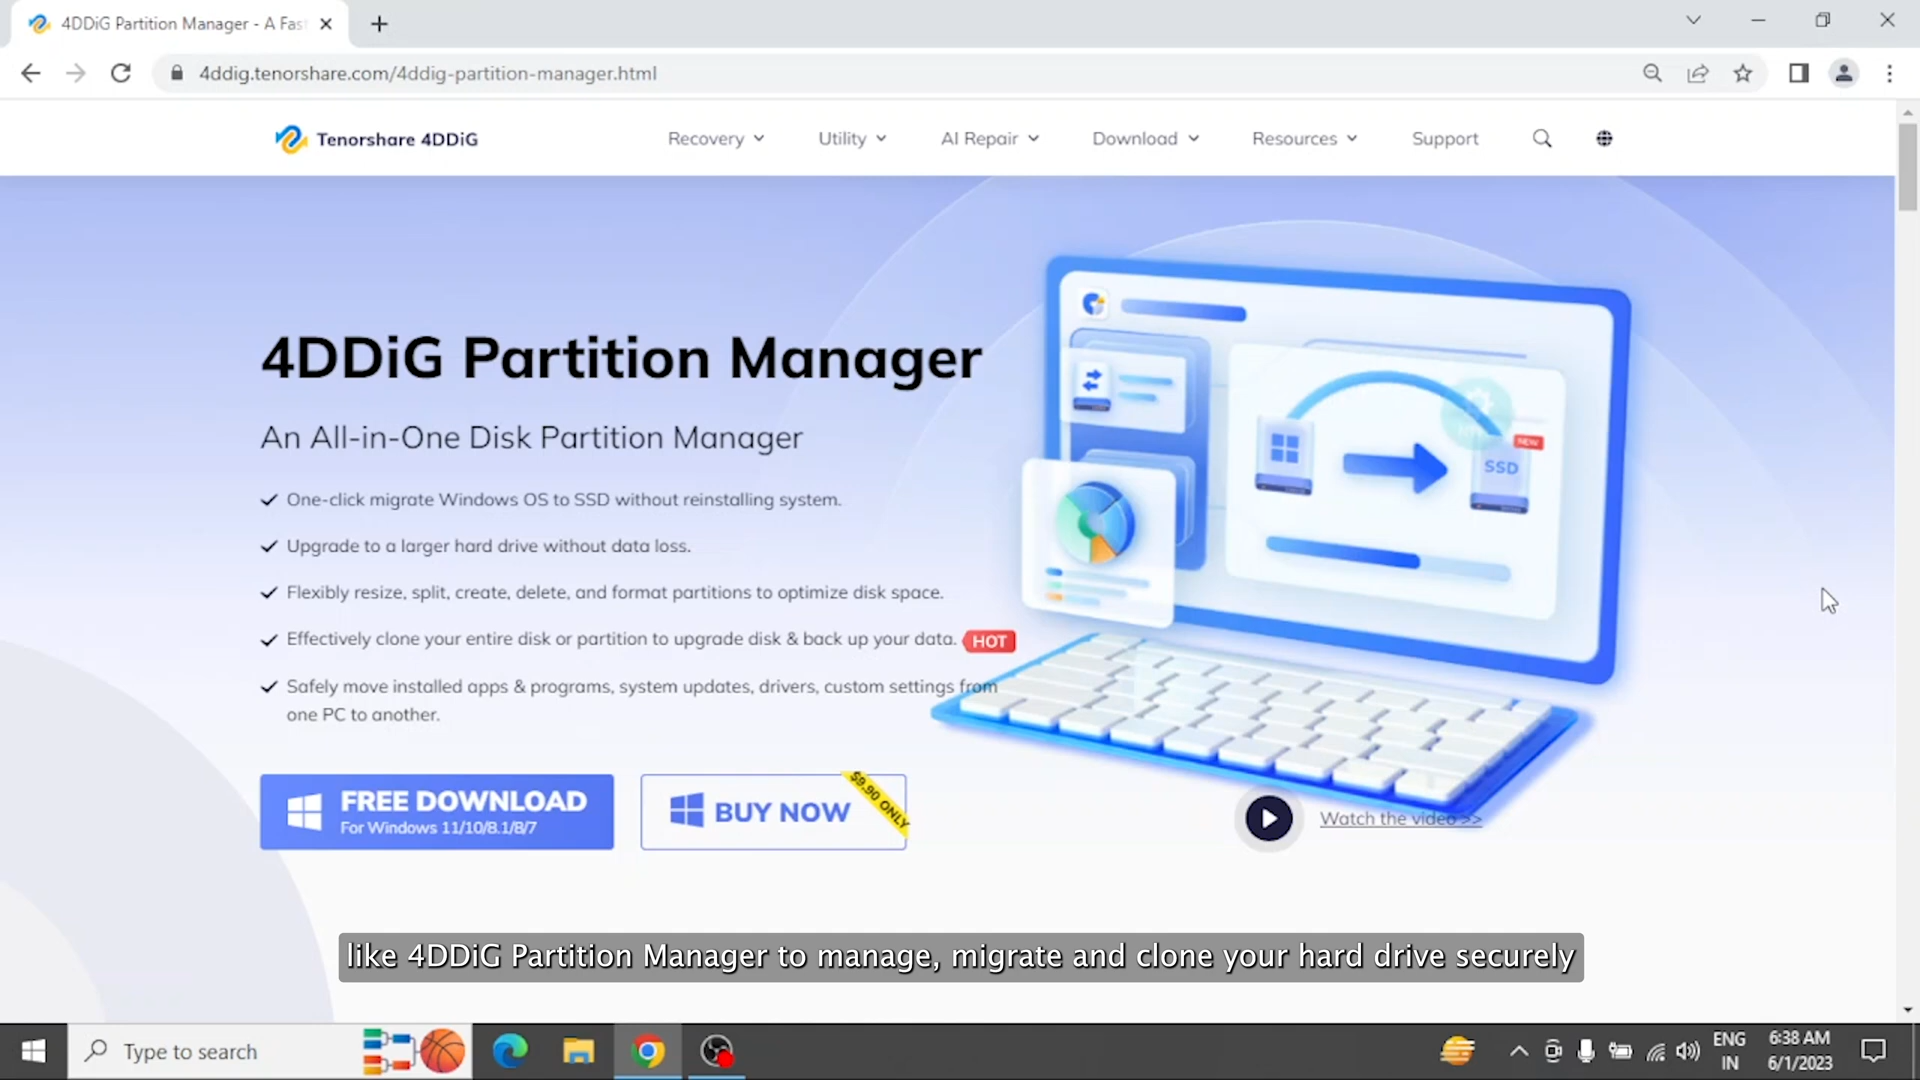 4DDiG Partition Manager - A Fas
4ddig.tenorshare.com/4ddig-partition-manager.html
Tenorshare 4DDiG
Recovery
Utility
AI Repair
Download
Resources
Support
4DDiG Partition Manager
An All-in-One Disk Partition Manager
One-click migrate Windows OS to SSD without reinstalling system.
Upgrade to a larger hard drive without data loss.
Flexibly resize, split, create, delete, and format partitions to optimize disk space.
Effectively clone your entire disk or partition to upgrade disk & back up your data. HOT
Safely move installed apps & programs, system updates, drivers, custom settings from
one PC to another.
NEW
SSD
FREE DOWNLOAD
For Windows 11/10/8.1/8/7
BUY NOW
$9.90 ONLY
Watch the video >>
like 4DDiG Partition Manager to manage, migrate and clone your hard drive securely
Type to search
ENG
IN
6:38 AM
6/1/2023